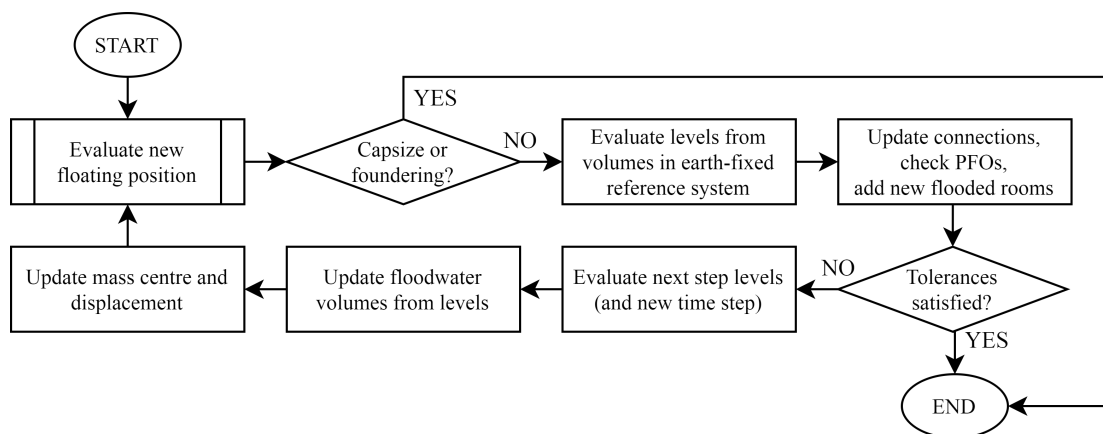 START
Evaluate new
floating position
Capsize or
foundering?
YES
NO
Evaluate levels from
volumes in earth-fixed
reference system
Update connections,
check PFOs,
add new flooded rooms
Tolerances
satisfied?
NO
YES
Evaluate next step levels
(and new time step)
Update floodwater
volumes from levels
Update mass centre and
displacement
END